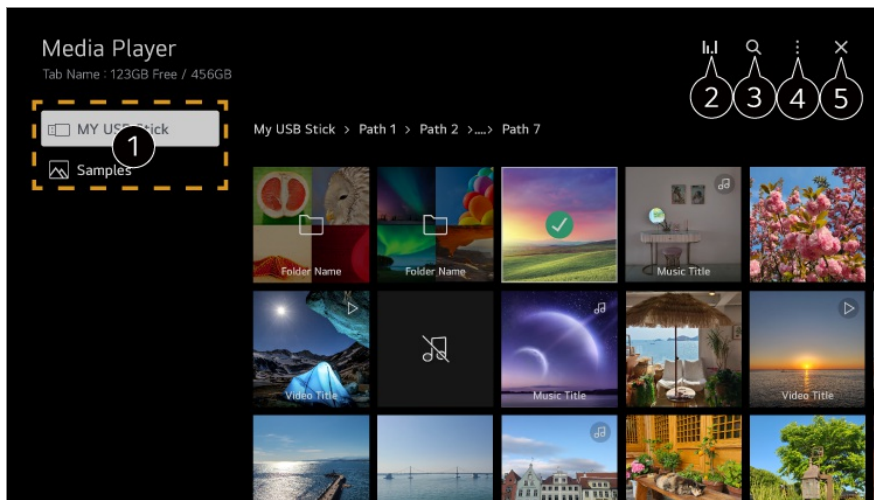 Media Player
Tab Name : 123GB Free / 456GB
2
3
4
5
MY USB Stick
1
Samples
My USB Stick > Path 1 > Path 2 >....> Path 7
Folder Name
Folder Name
Music Title
Video Title
Music Title
Video Title